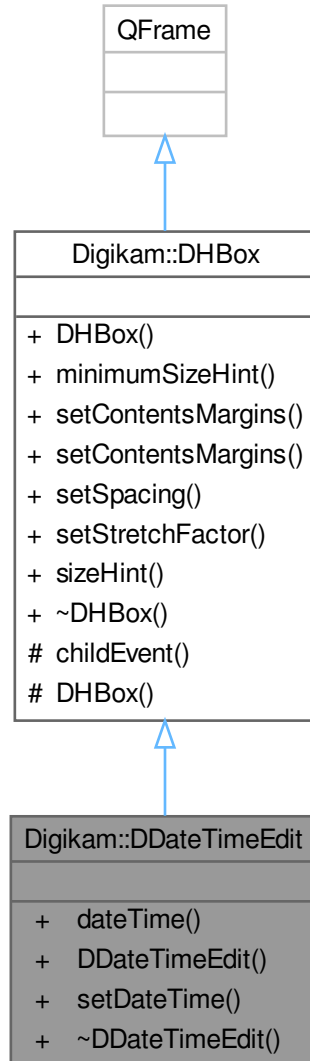 QFrame
Digikam::DHBox
+ DHBox()
+ minimumSizeHint()
+ setContentsMargins()
+ setContentsMargins()
+ setSpacing()
+ setStretchFactor()
+ sizeHint()
+ ~DHBox()
# childEvent()
# DHBox()
Digikam::DDateTimeEdit
+ dateTime()
+ DDateTimeEdit()
+ setDateTime()
+ ~DDateTimeEdit()